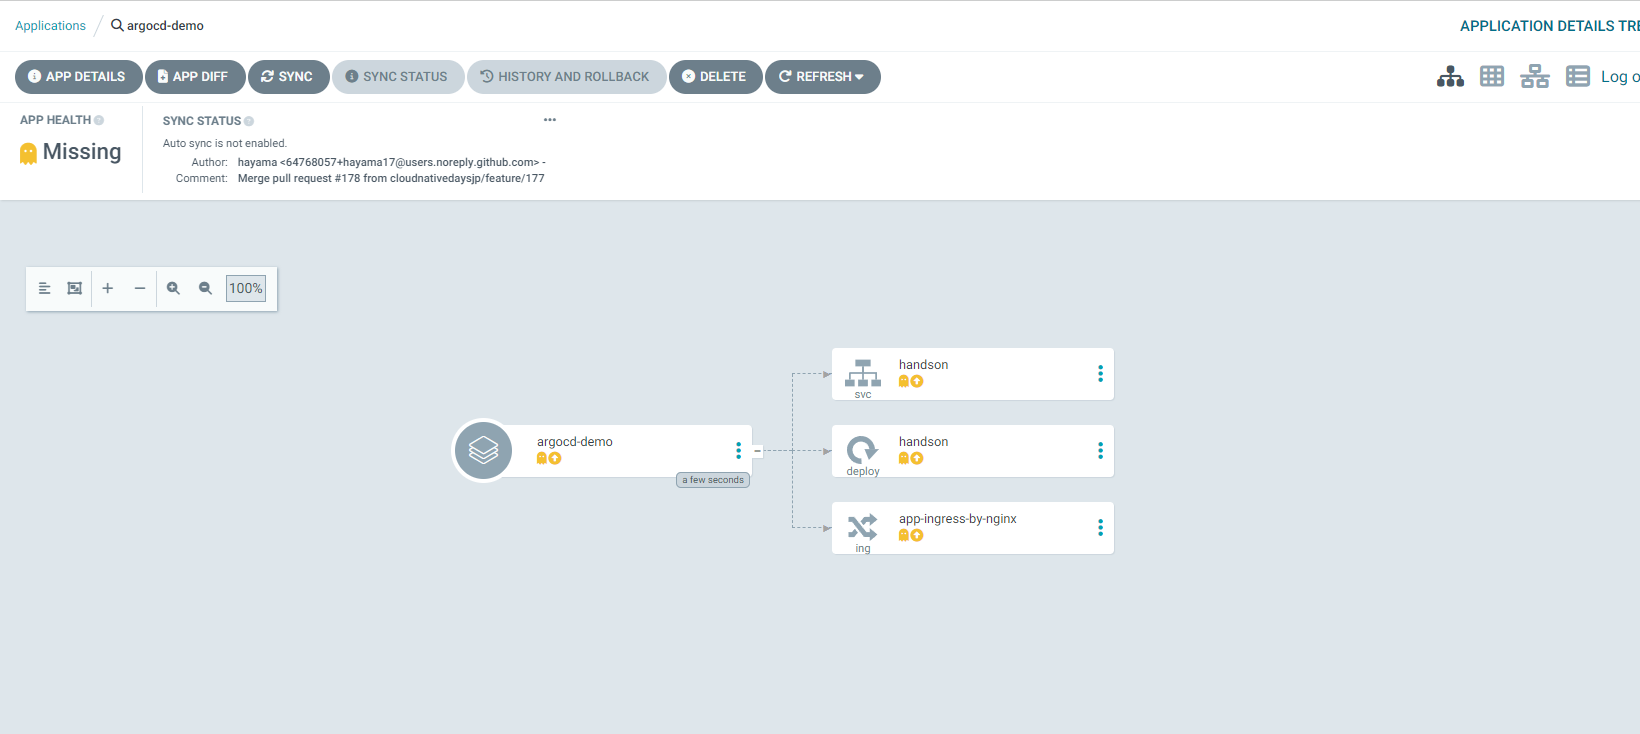 Applications argocd-demo
APPLICATION DETAILS TRE
APP DETAILS APP DIFF SYNC SYNC STATUS HISTORY AND ROLLBACK DELETE REFRESH
Log o
APP HEALTH
Missing
SYNC STATUS
Auto sync is not enabled.
Author: hayama <64768057+hayama17@users.noreply.github.com> -
Comment: Merge pull request #178 from cloudnativedaysjp/feature/177
100%
handson
svc
argocd-demo
a few seconds
handson
deploy
app-ingress-by-nginx
ing